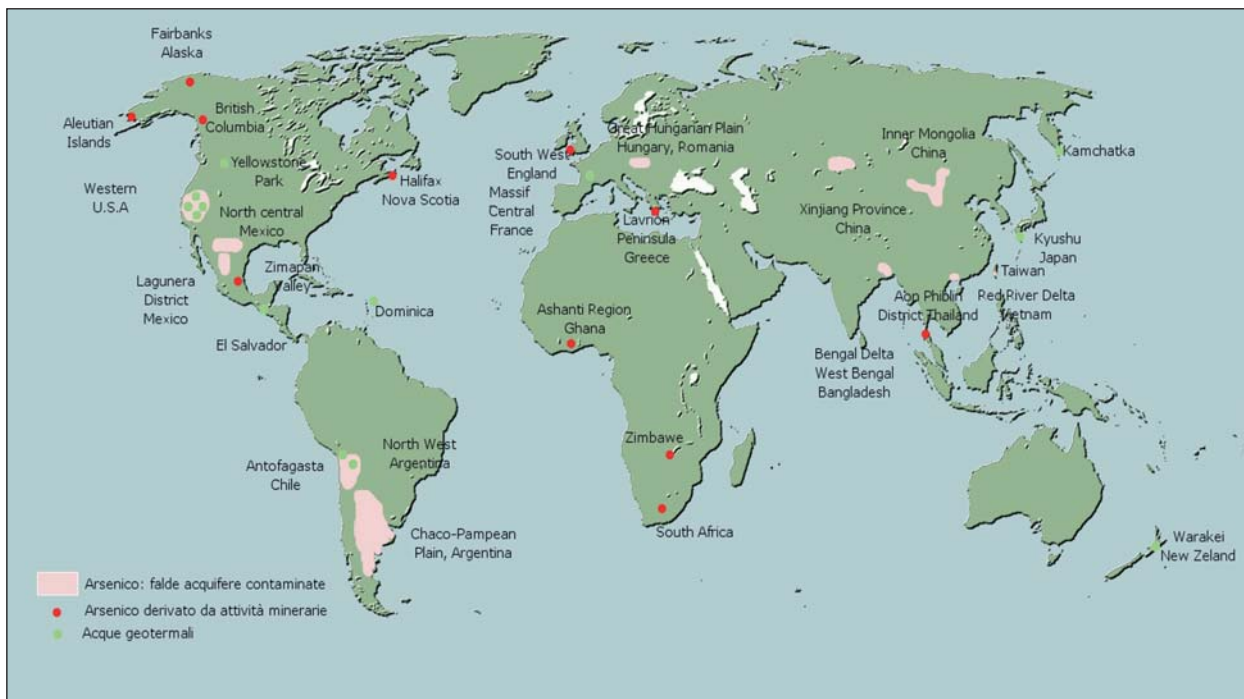 Fairbanks
Alaska
Aleutian
Islands
British
Columbia
Yellowstone
Park
Western
U.S.A
North central
Mexico
Halifax
Nova Scotia
Lagunera
District
Mexico
Zimapan
Valley
El Salvador
Dominica
Antofagasta
Chile
North West
Argentina
Chaco-Pampean
Plain, Argentina
South West
England
Massif
Central
France
Great Hungarian Plain
Hungary, Romania
Lavrion
Peninsula
Greece
Ashanti Region
Ghana
Zimbawe
South Africa
Inner Mongolia
China
Xinjiang Province
China
Kamchatka
Kyushu
Japan
Taiwan
Aon Phiblin
District Thailand
Red River Delta
Vietnam
Bengal Delta
West Bengal
Bangladesh
Warakei
New Zeland
Arsenico: falde acquifere contaminate
Arsenico derivato da attività minerarie
Acque geotermali